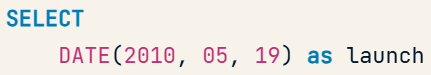 SELECT
    DATE(2010, 05, 19) as launch